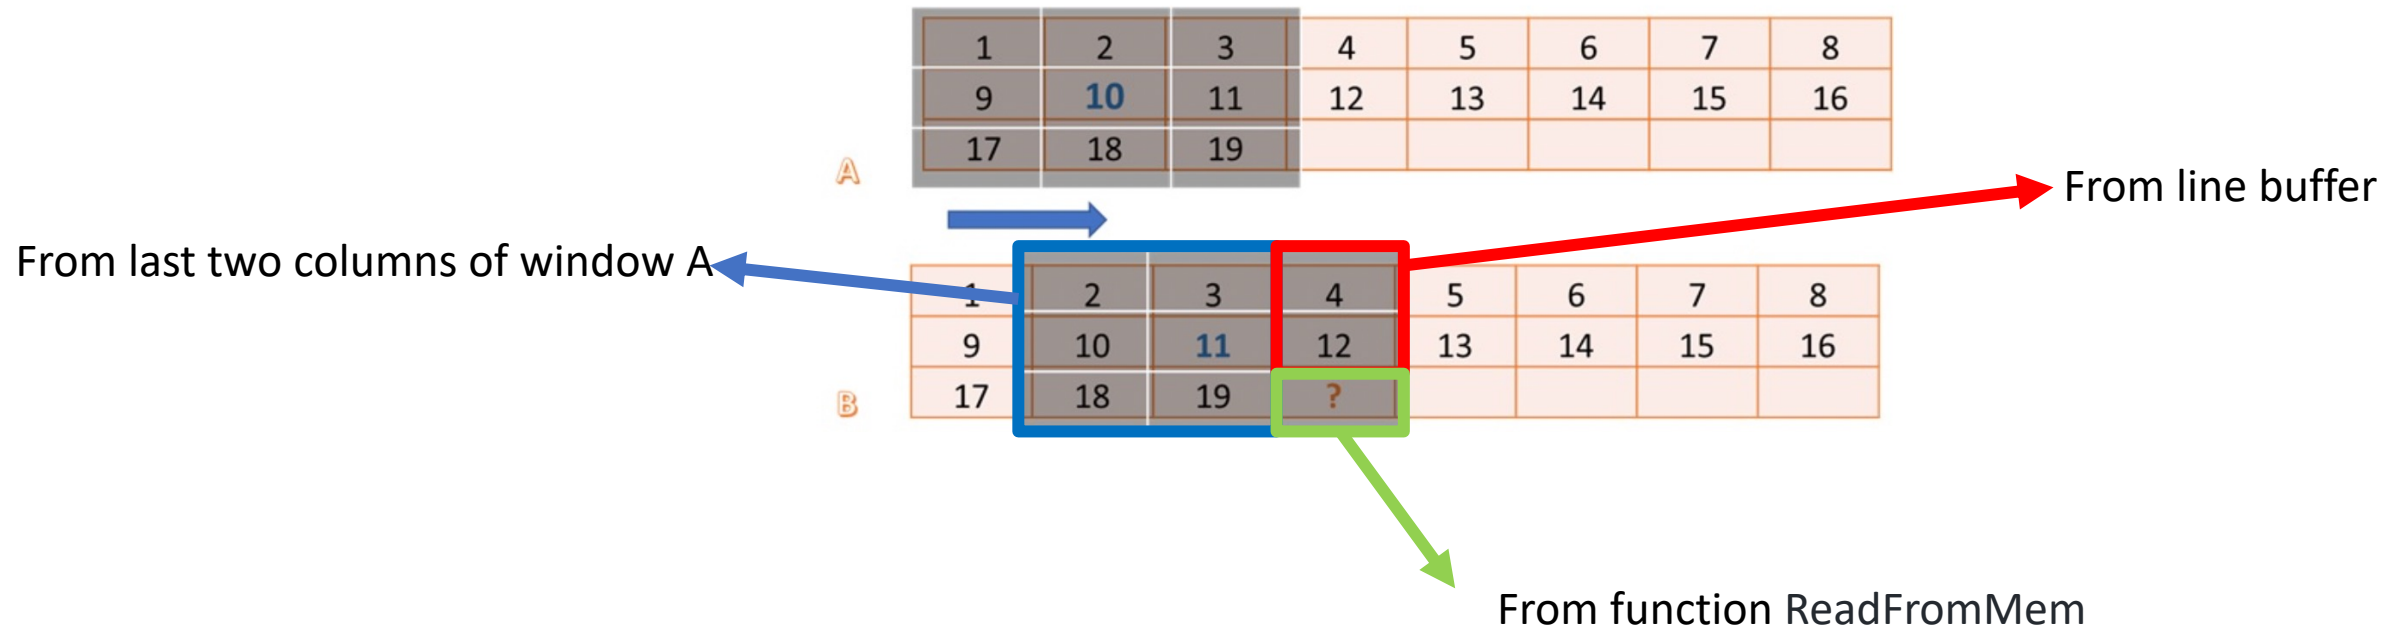 1 2 3 4 5 6 7 8
9 10 11 12 13 14 15 16
17 18 19
A
From line buffer
From last two columns of window A
1 2 3 4 5 6 7 8
9 10 11 12 13 14 15 16
17 18 19 ?
B
From function ReadFromMem